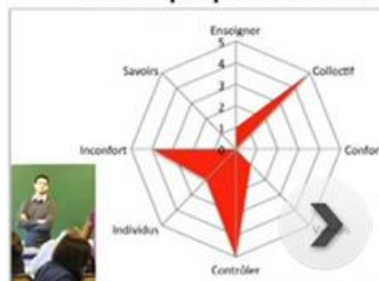 Enseigner
5
4
3
2
1
0
Collectif
Confor
Contrôler
Individus
Inconfort
Savoirs